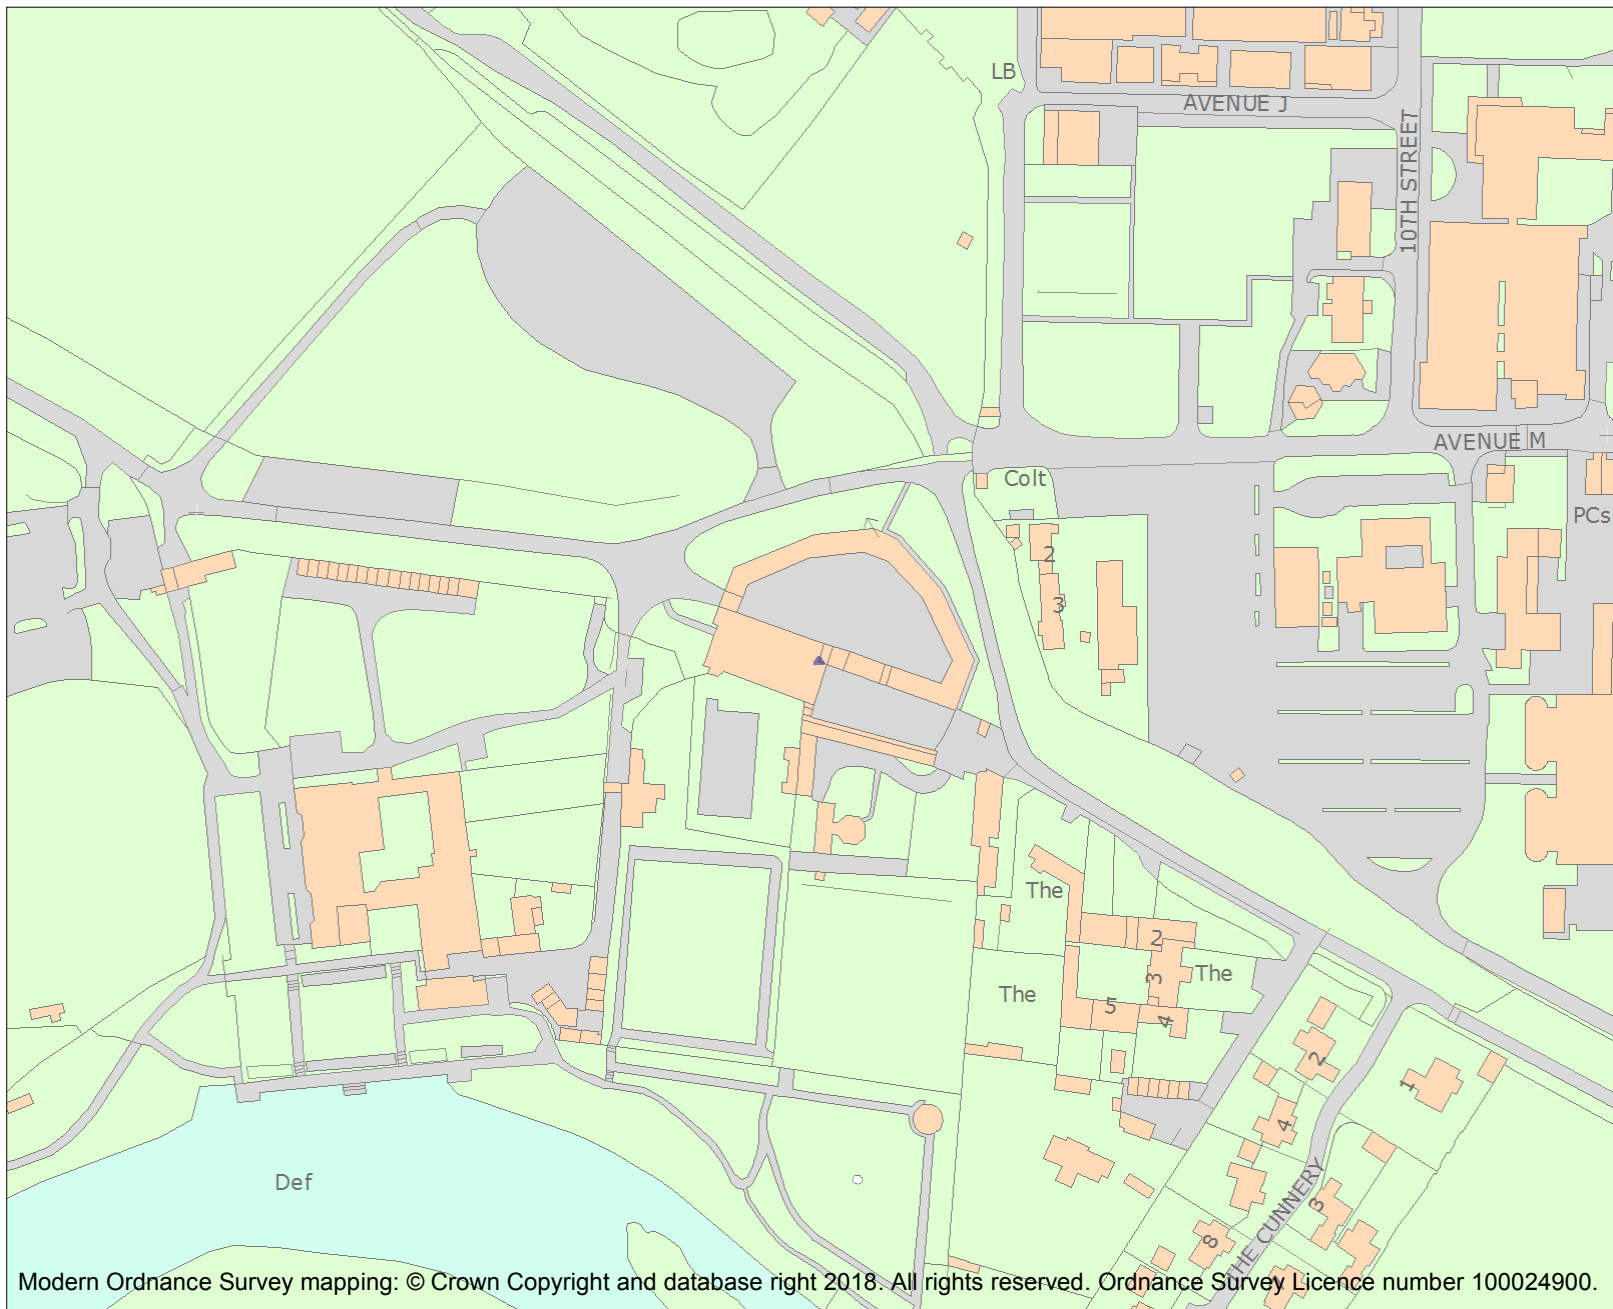 LB
AVENUE J
10TH STREET
AVENUE M
Colt
PCs
2
3
The
2
3
The
The
5
4
2
1
4
Def
3
THE CUNNERY
8
Modern Ordnance Survey mapping: © Crown Copyright and database right 2018. All rights reserved. Ordnance Survey Licence number 100024900.